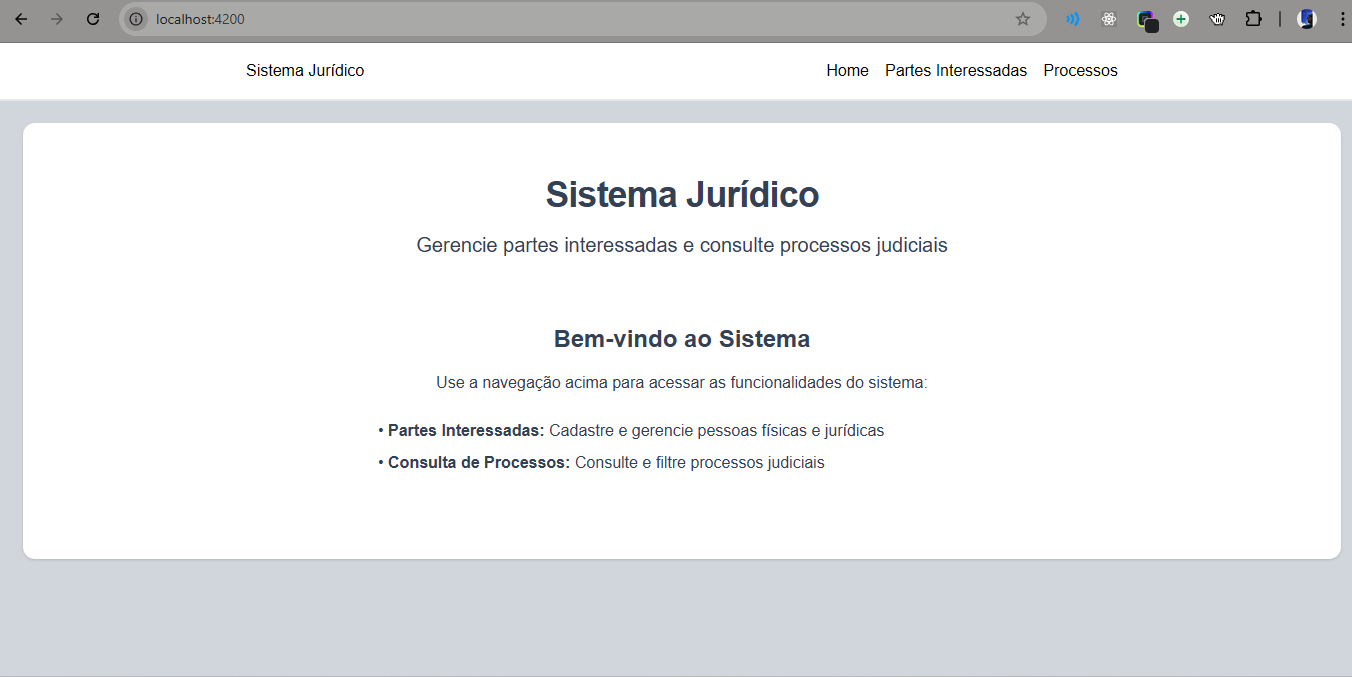 localhost:4200
Sistema Jurídico Home Partes Interessadas Processos
Sistema Jurídico
Gerencie partes interessadas e consulte processos judiciais
Bem-vindo ao Sistema
Use a navegação acima para acessar as funcionalidades do sistema:
• Partes Interessadas: Cadastre e gerencie pessoas físicas e jurídicas
• Consulta de Processos: Consulte e filtre processos judiciais